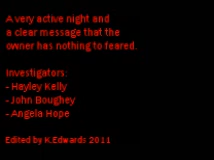 A very active night and
a clear message that the
owner has nothing to feared.
Investigators:
- Hayley Kelly
- John Boughey
- Angela Hope
Edited by K.Edwards 2011